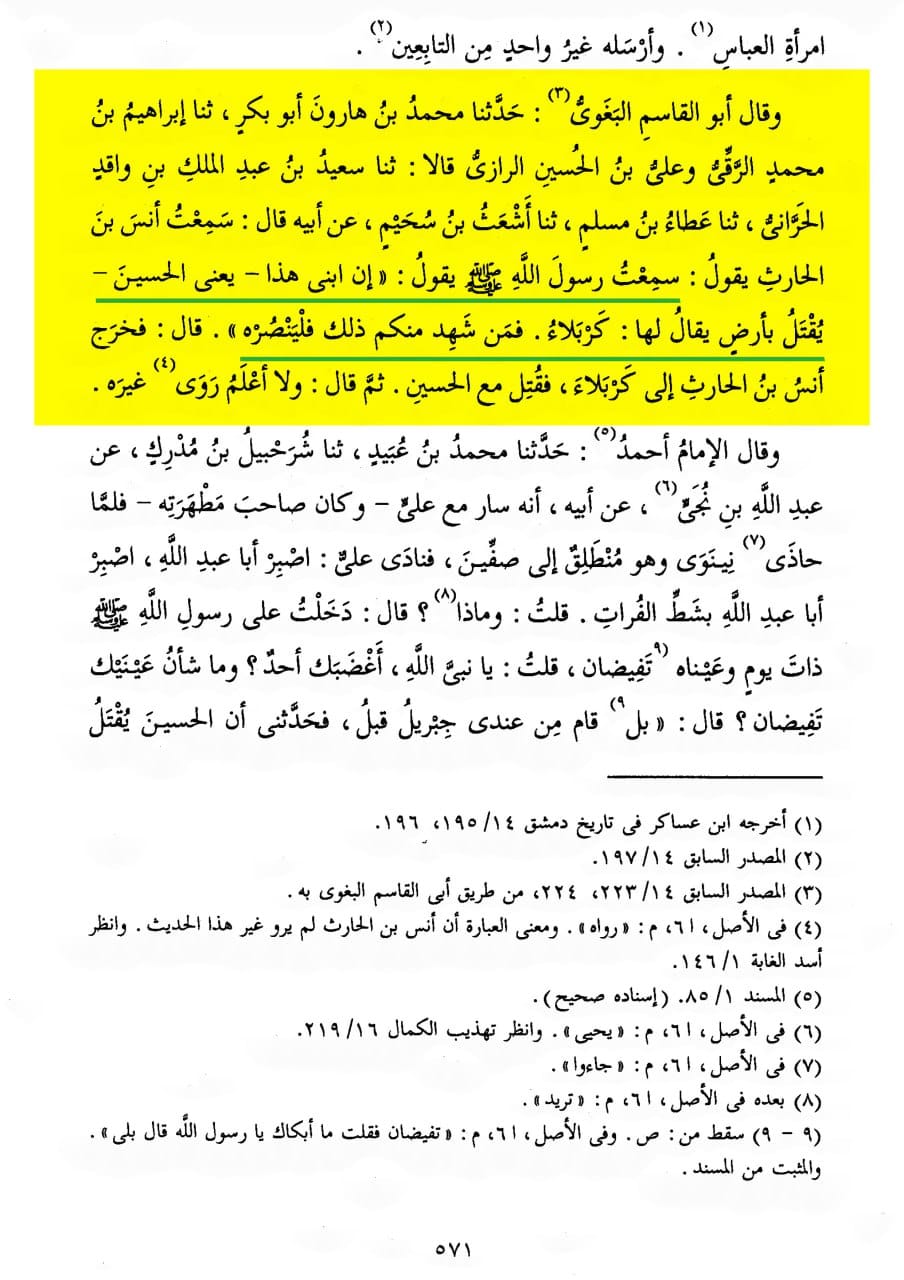 امرأةِ العباسِ(١) . وأرْسَله غيرُ واحدٍ مِن التابِعِين(٢) .
وقال أبو القاسمِ البَغَوىُّ(٣) : حَدَّثنا محمدُ بنُ هارونَ أبو بكرٍ ، ثنا إبراهيمُ بنُ
محمدٍ الرَّقِّىُّ وعلىُّ بنُ الحُسينِ الرازىُّ قالا : ثنا سعيدُ بنُ عبدِ الملكِ بنِ واقدٍ
الحَرَّانىُّ ، ثنا عَطاءُ بنُ مسلمٍ ، ثنا أَشْعَثُ بنُ سُحَيْمٍ ، عن أبيه قال : سَمِعْتُ أنسَ بنَ
الحارثِ يقولُ : سمِعْتُ رسولَ اللَّهِ ﷺ يقولُ : « إن ابنى هذا – يعنى الحسينَ –
يُقْتَلُ بأرضٍ يقالُ لها : كَرْبَلاءُ . فمَن شَهِد منكم ذلك فلْيَنْصُرْه » . قال : فخرَج
أنسُ بنُ الحارثِ إلى كَرْبَلاءَ ، فقُتِل مع الحسينِ . ثمَّ قال : ولا أعْلَمُ رَوَى(٤) غيرَه .
وقال الإمامُ أحمدُ(٥) : حَدَّثنا محمدُ بنُ عُبَيدٍ ، ثنا شُرَحْبيلُ بنُ مُدْرِكٍ ، عن
عبدِ اللَّهِ بنِ نُجَىٍّ(٦) ، عن أبيه ، أنه سار مع علىٍّ – وكان صاحبَ مَطْهَرَتِه – فلمَّا
حاذَى(٧) نِينَوَى وهو مُنْطَلِقٌ إلى صفِّينَ ، فنادَى علىٌّ : اصْبِرْ أبا عبدِ اللَّهِ ، اصْبِرْ
أبا عبدِ اللَّهِ بشَطِّ الفُراتِ . قلتُ : وماذا(٨) ؟ قال : دَخَلْتُ على رسولِ اللَّهِ ﷺ
ذاتَ يومٍ وعَيْناه (٩تَفِيضان ، قلتُ : يا نبىَّ اللَّهِ ، أَغْضَبَك أحدٌ ؟ وما شأنُ عَيْنَيْك
تَفِيضان ؟ قال : « بل٩) قام مِن عندى جِبْريلُ قبلُ ، فحَدَّثنى أن الحسينَ يُقْتَلُ
(١) أخرجه ابن عساكر فى تاريخ دمشق ١٤/ ١٩٥، ١٩٦.
(٢) المصدر السابق ١٤/ ١٩٧.
(٣) المصدر السابق ١٤/ ٢٢٣، ٢٢٤، من طريق أبى القاسم البغوى به .
(٤) فى الأصل، ٦١، م: « رواه » . ومعنى العبارة أن أنس بن الحارث لم يرو غير هذا الحديث . وانظر
أسد الغابة ١/ ١٤٦.
(٥) المسند ١/ ٨٥. (إسناده صحيح).
(٦) فى الأصل، ٦١، م: « يحيى » . وانظر تهذيب الكمال ١٦/ ٢١٩.
(٧) فى الأصل، ٦١، م: « جاءوا » .
(٨) بعده فى الأصل، ٦١، م: « تريد » .
(٩ – ٩) سقط من: ص . وفى الأصل، ٦١، م: « تفيضان فقلت ما أبكاك يا رسول اللَّه قال بلى » .
والمثبت من المسند .
٥٧١